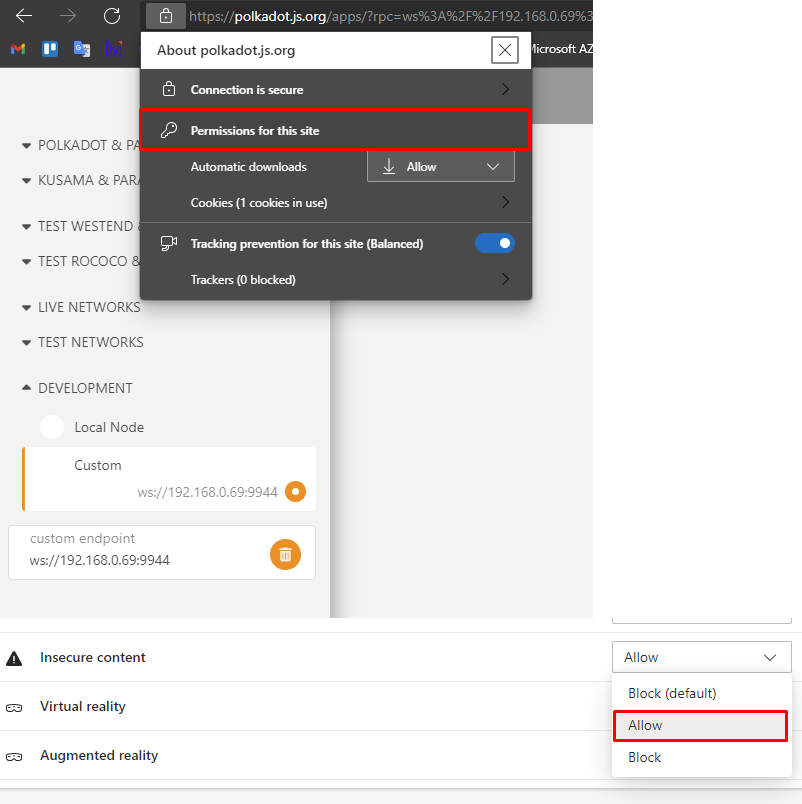 https://polkadot.js.org/apps/?rpc=ws%3A%2F%2F192.168.0.69%3
Microsoft AZ
About polkadot.js.org
Connection is secure
Permissions for this site
Automatic downloads
Allow
Cookies (1 cookies in use)
Tracking prevention for this site (Balanced)
Trackers (0 blocked)
POLKADOT & PA
KUSAMA & PARA
TEST WESTEND &
TEST ROCOCO &
LIVE NETWORKS
TEST NETWORKS
DEVELOPMENT
Local Node
Custom
ws://192.168.0.69:9944
custom endpoint
ws://192.168.0.69:9944
Insecure content
Allow
Block (default)
Virtual reality
Allow
Augmented reality
Block